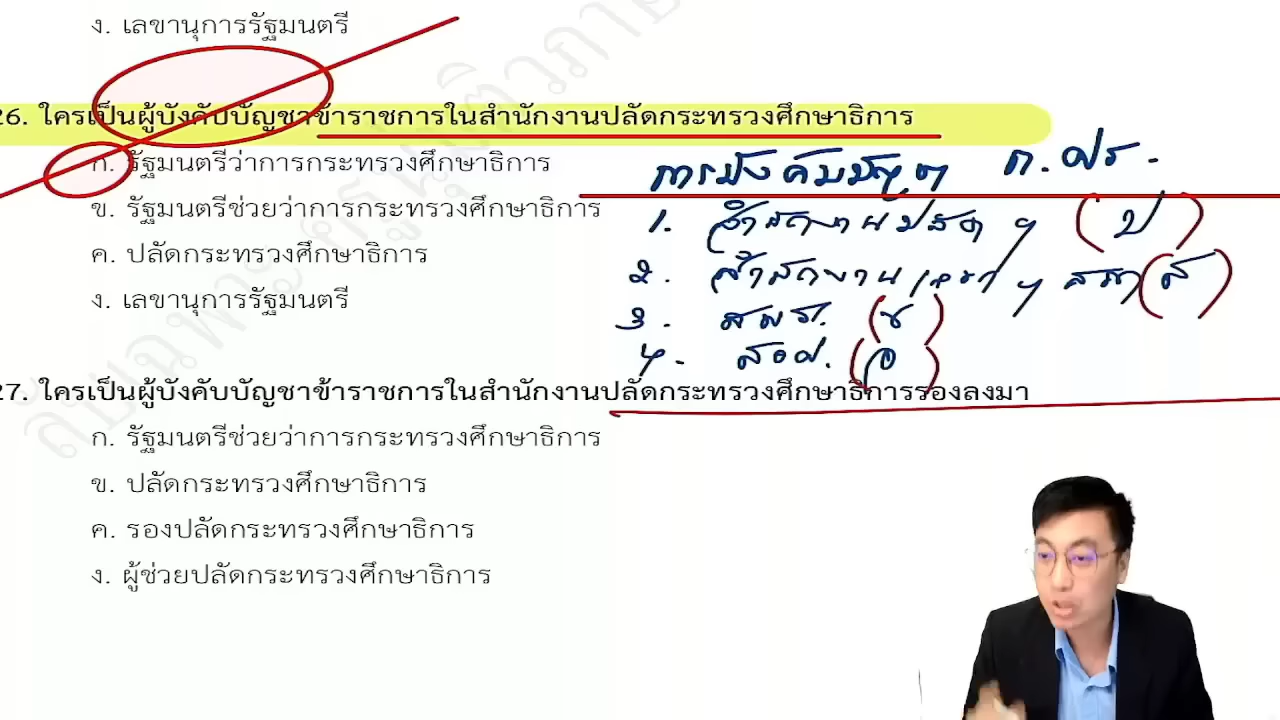 ง. เลขานุการรัฐมนตรี
26. ใครเป็นผู้บังคับบัญชาข้าราชการในสำนักงานปลัดกระทรวงศึกษาธิการ
ก. รัฐมนตรีว่าการกระทรวงศึกษาธิการ
ข. รัฐมนตรีช่วยว่าการกระทรวงศึกษาธิการ
ค. ปลัดกระทรวงศึกษาธิการ
ง. เลขานุการรัฐมนตรี
การบังคับบัญชา
1. สำนักงานปลัดฯ (ป)
2. สำนักงานเลขาฯ สภา (ส)
3. สพฐ. (ข)
4. สอศ. (อ)
27. ใครเป็นผู้บังคับบัญชาข้าราชการในสำนักงานปลัดกระทรวงศึกษาธิการรองลงมา
ก. รัฐมนตรีช่วยว่าการกระทรวงศึกษาธิการ
ข. ปลัดกระทรวงศึกษาธิการ
ค. รองปลัดกระทรวงศึกษาธิการ
ง. ผู้ช่วยปลัดกระทรวงศึกษาธิการ